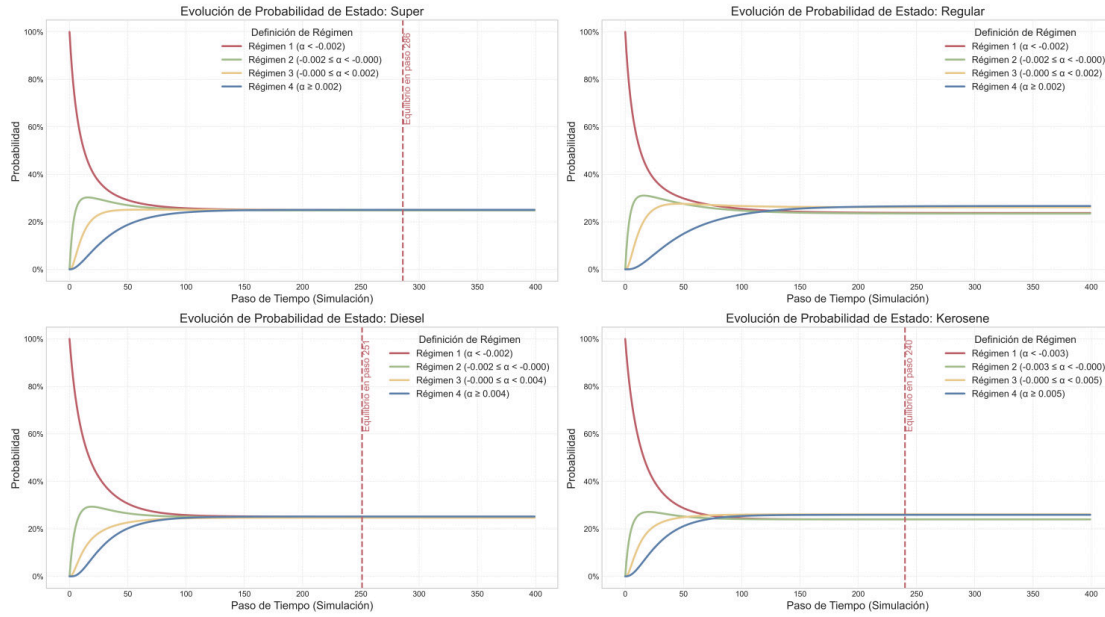 Evolución de Probabilidad de Estado: Super
Definición de Régimen
Régimen 1 (α < -0.002)
Régimen 2 (-0.002 ≤ α < -0.000)
Régimen 3 (-0.000 ≤ α < 0.002)
Régimen 4 (α ≥ 0.002)
Equilibrio en paso 286
Probabilidad
100%
80%
60%
40%
20%
0%
0 50 100 150 200 250 300 350 400
Paso de Tiempo (Simulación)
Evolución de Probabilidad de Estado: Regular
Definición de Régimen
Régimen 1 (α < -0.002)
Régimen 2 (-0.002 ≤ α < -0.000)
Régimen 3 (-0.000 ≤ α < 0.002)
Régimen 4 (α ≥ 0.002)
Probabilidad
100%
80%
60%
40%
20%
0%
0 50 100 150 200 250 300 350 400
Paso de Tiempo (Simulación)
Evolución de Probabilidad de Estado: Diesel
Definición de Régimen
Régimen 1 (α < -0.002)
Régimen 2 (-0.002 ≤ α < -0.000)
Régimen 3 (-0.000 ≤ α < 0.004)
Régimen 4 (α ≥ 0.004)
Equilibrio en paso 251
Probabilidad
100%
80%
60%
40%
20%
0%
0 50 100 150 200 250 300 350 400
Paso de Tiempo (Simulación)
Evolución de Probabilidad de Estado: Kerosene
Definición de Régimen
Régimen 1 (α < -0.003)
Régimen 2 (-0.003 ≤ α < -0.000)
Régimen 3 (-0.000 ≤ α < 0.005)
Régimen 4 (α ≥ 0.005)
Equilibrio en paso 240
Probabilidad
100%
80%
60%
40%
20%
0%
0 50 100 150 200 250 300 350 400
Paso de Tiempo (Simulación)